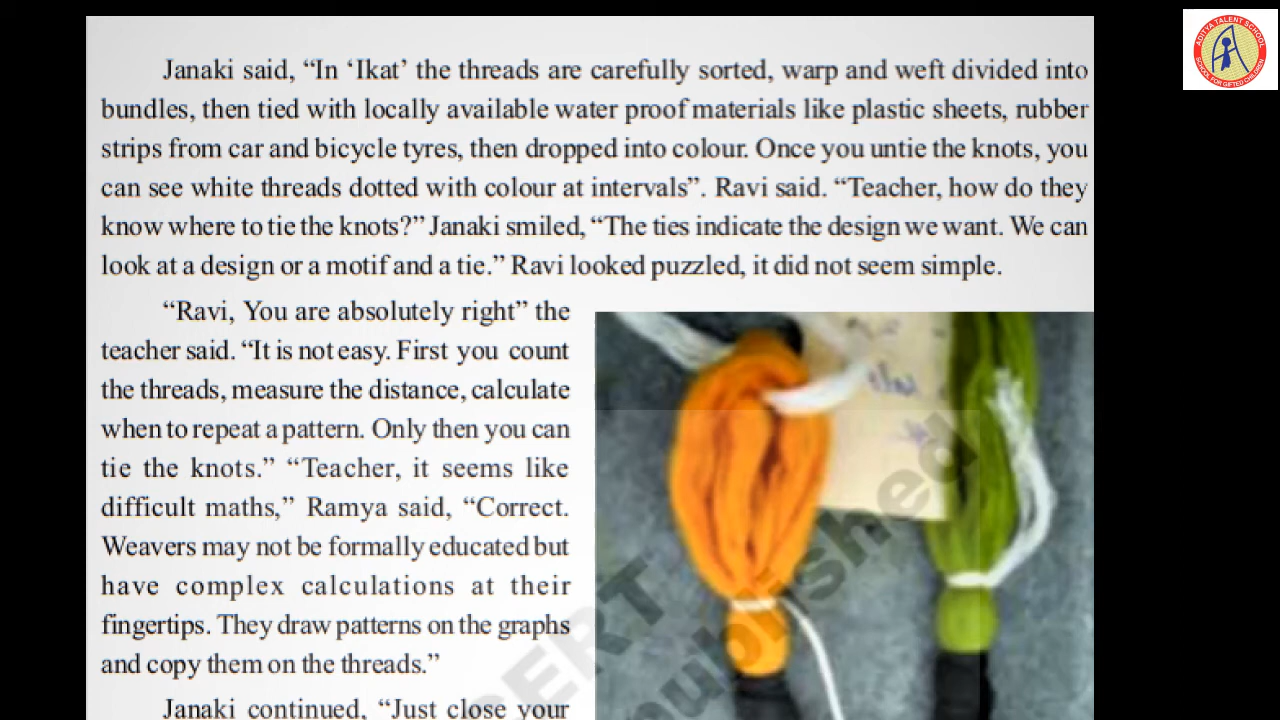 Janaki said, “In ‘Ikat’ the threads are carefully sorted, warp and weft divided into
bundles, then tied with locally available water proof materials like plastic sheets, rubber
strips from car and bicycle tyres, then dropped into colour. Once you untie the knots, you
can see white threads dotted with colour at intervals”. Ravi said. “Teacher, how do they
know where to tie the knots?” Janaki smiled, “The ties indicate the design we want. We can
look at a design or a motif and a tie.” Ravi looked puzzled, it did not seem simple.
“Ravi, You are absolutely right” the
teacher said. “It is not easy. First you count
the threads, measure the distance, calculate
when to repeat a pattern. Only then you can
tie the knots.” “Teacher, it seems like
difficult maths,” Ramya said, “Correct.
Weavers may not be formally educated but
have complex calculations at their
fingertips. They draw patterns on the graphs
and copy them on the threads.”
Janaki continued, “Just close your
ADITYA TALENT SCHOOL
SCHOOL FOR GIFTED CHILDREN